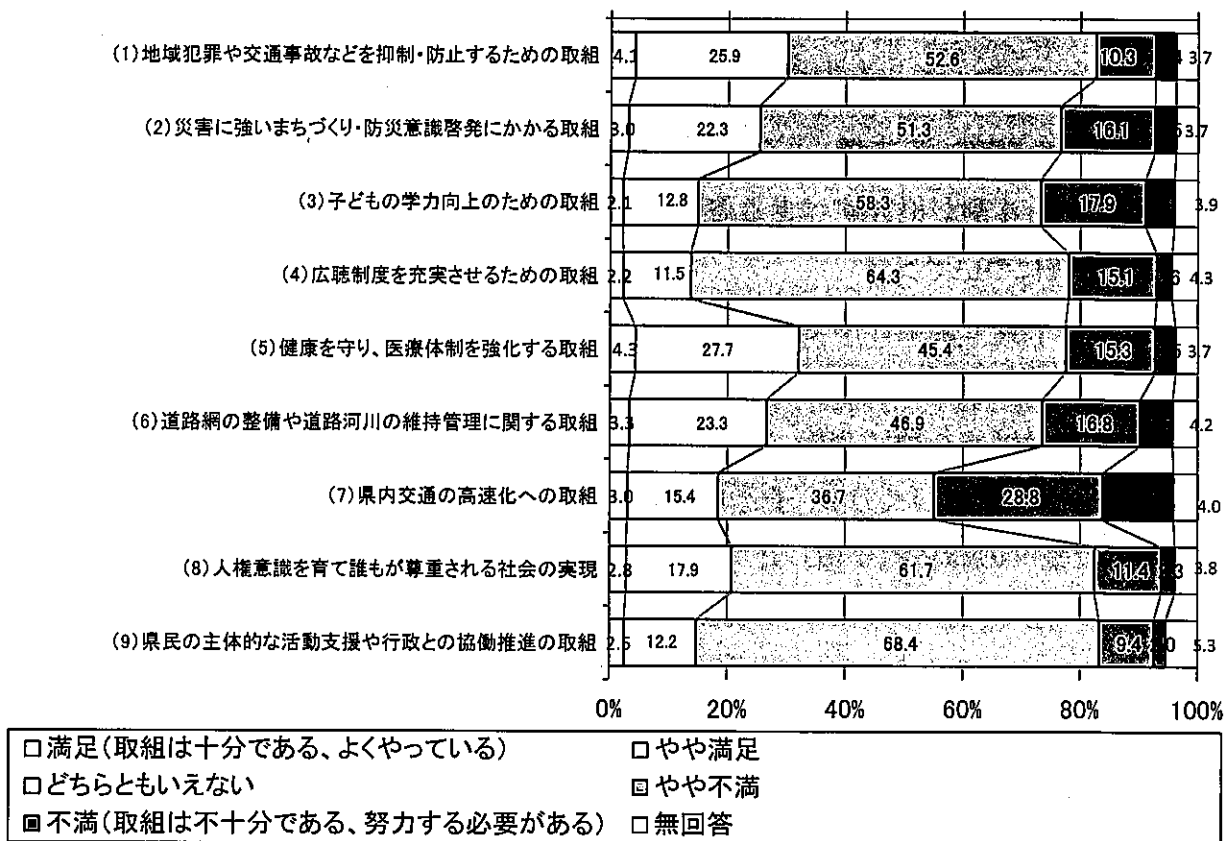 (1)地域犯罪や交通事故などを抑制・防止するための取組 4.1 25.9 52.6 10.3 4 3.7
(2)災害に強いまちづくり・防災意識啓発にかかる取組 3.0 22.3 51.3 16.1 5 3.7
(3)子どもの学力向上のための取組 2.1 12.8 58.3 17.9 3.9
(4)広聴制度を充実させるための取組 2.2 11.5 64.3 15.1 6 4.3
(5)健康を守り、医療体制を強化する取組 4.3 27.7 45.4 15.3 5 3.7
(6)道路網の整備や道路河川の維持管理に関する取組 3.3 23.3 46.9 16.8 4.2
(7)県内交通の高速化への取組 3.0 15.4 36.7 28.8 4.0
(8)人権意識を育て誰もが尊重される社会の実現 2.8 17.9 61.7 11.4 3 3.8
(9)県民の主体的な活動支援や行政との協働推進の取組 2.5 12.2 68.4 9.4 0 5.3
0% 20% 40% 60% 80% 100%
満足(取組は十分である、よくやっている) やや満足
どちらともいえない やや不満
不満(取組は不十分である、努力する必要がある) 無回答